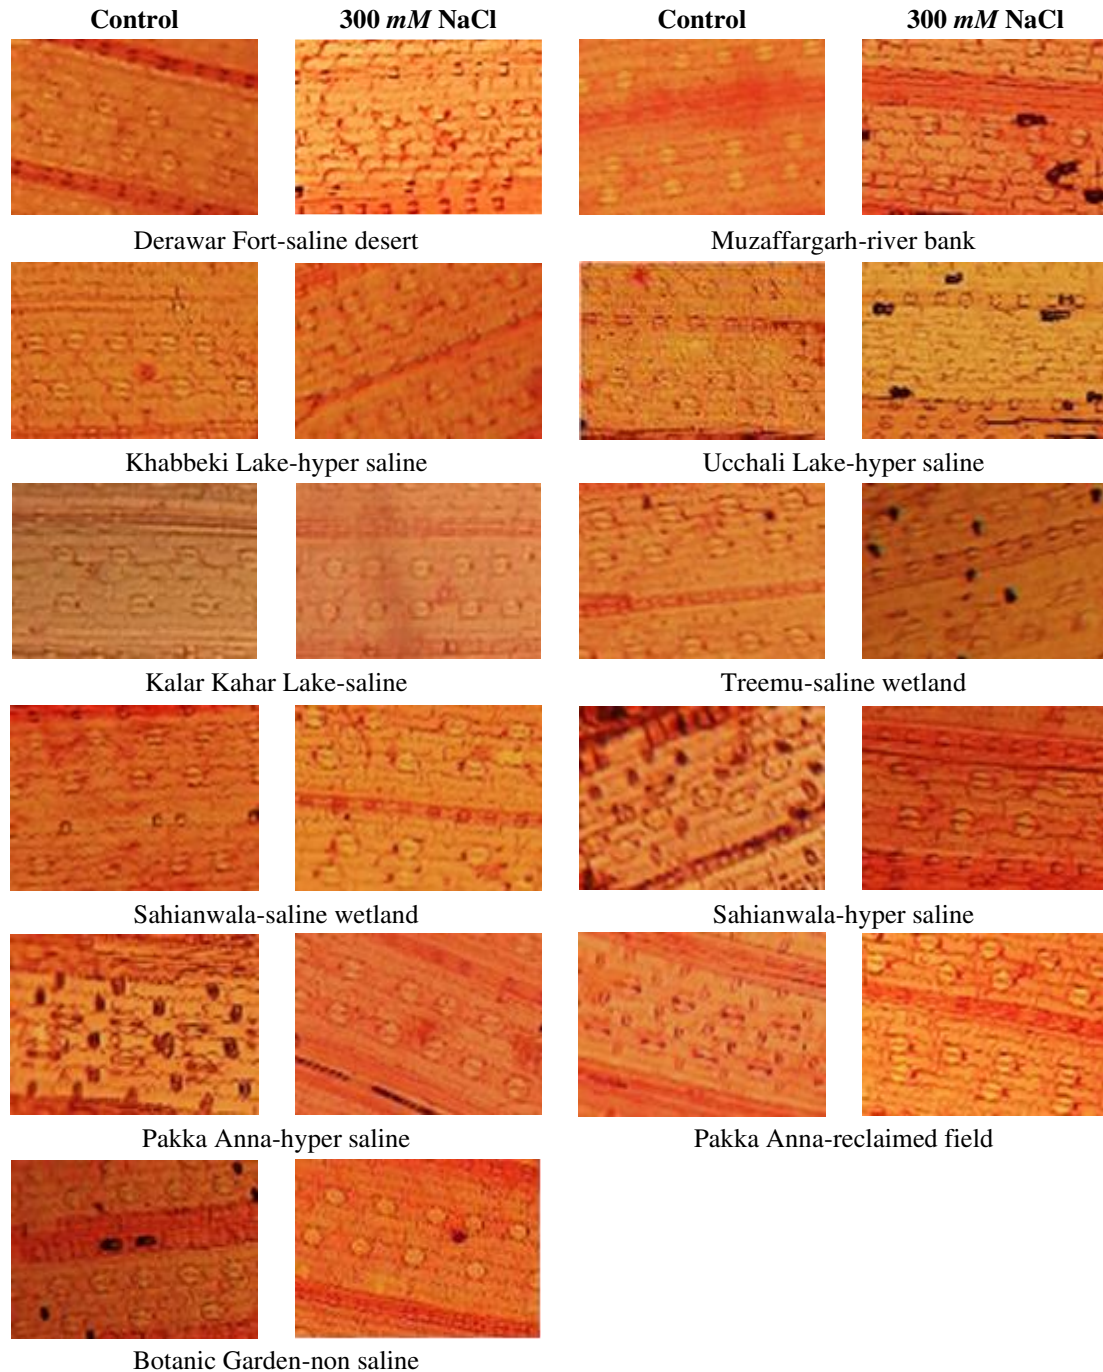 Control 300 mM NaCl Control 300 mM NaCl
Derawar Fort-saline desert Muzaffargarh-river bank
Khabbeki Lake-hyper saline Ucchali Lake-hyper saline
Kalar Kahar Lake-saline Treemu-saline wetland
Sahianwala-saline wetland Sahianwala-hyper saline
Pakka Anna-hyper saline Pakka Anna-reclaimed field
Botanic Garden-non saline